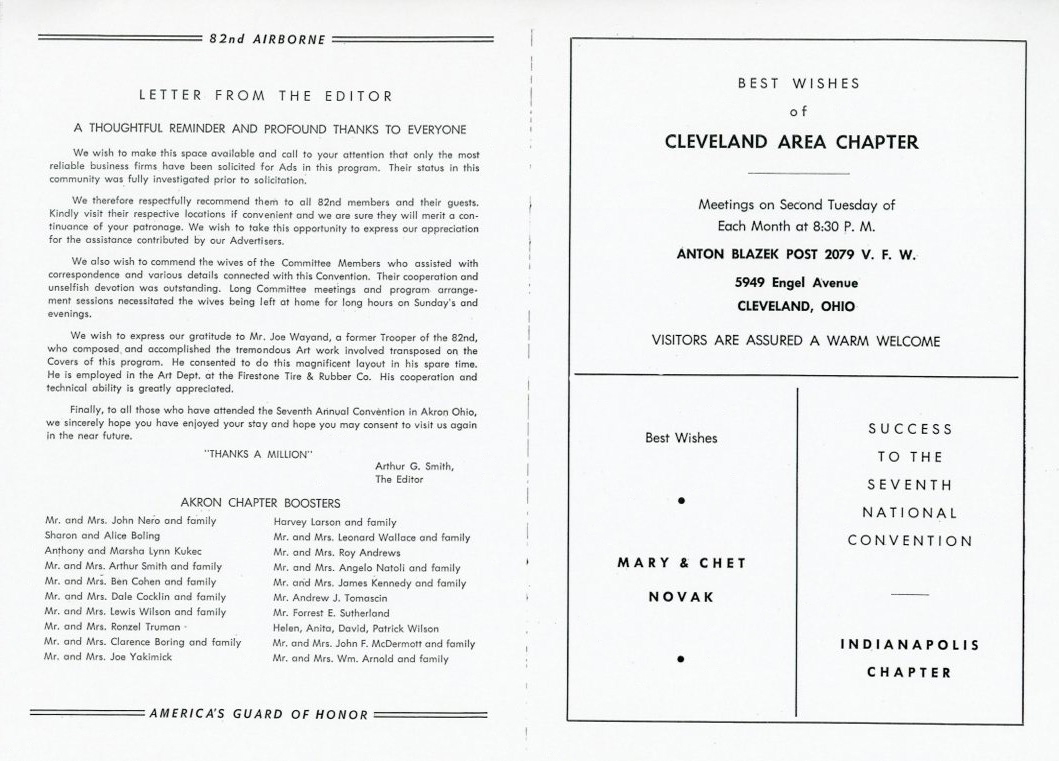 82nd AIRBORNE
LETTER FROM THE EDITOR
A THOUGHTFUL REMINDER AND PROFOUND THANKS TO EVERYONE
We wish to make this space available and call to your attention that only the most
reliable business firms have been solicited for Ads in this program. Their status in this
community was fully investigated prior to solicitation.
We therefore respectfully recommend them to all 82nd members and their guests.
Kindly visit their respective locations if convenient and we are sure they will merit a con-
tinuance of your patronage. We wish to take this opportunity to express our appreciation
for the assistance contributed by our Advertisers.
We also wish to commend the wives of the Committee Members who assisted with
correspondence and various details connected with this Convention. Their cooperation and
unselfish devotion was outstanding. Long Committee meetings and program arrange-
ment sessions necessitated the wives being left at home for long hours on Sunday's and
evenings.
We wish to express our gratitude to Mr. Joe Wayand, a former Trooper of the 82nd,
who composed and accomplished the tremondous Art work involved transposed on the
Covers of this program. He consented to do this magnificent layout in his spare time.
He is employed in the Art Dept. at the Firestone Tire & Rubber Co. His cooperation and
technical ability is greatly appreciated.
Finally, to all those who have attended the Seventh Annual Convention in Akron Ohio,
we sincerely hope you have enjoyed your stay and hope you may consent to visit us again
in the near future.
"THANKS A MILLION"
Arthur G. Smith,
The Editor
AKRON CHAPTER BOOSTERS
Mr. and Mrs. John Nero and family
Sharon and Alice Boling
Anthony and Marsha Lynn Kukec
Mr. and Mrs. Arthur Smith and family
Mr. and Mrs. Ben Cohen and family
Mr. and Mrs. Dale Cocklin and family
Mr. and Mrs. Lewis Wilson and family
Mr. and Mrs. Ronzel Truman
Mr. and Mrs. Clarence Boring and family
Mr. and Mrs. Joe Yakimick
Harvey Larson and family
Mr. and Mrs. Leonard Wallace and family
Mr. and Mrs. Roy Andrews
Mr. and Mrs. Angelo Natoli and family
Mr. and Mrs. James Kennedy and family
Mr. Andrew J. Tomascin
Mr. Forrest E. Sutherland
Helen, Anita, David, Patrick Wilson
Mr. and Mrs. John F. McDermott and family
Mr. and Mrs. Wm. Arnold and family
AMERICA'S GUARD OF HONOR
BEST WISHES
of
CLEVELAND AREA CHAPTER
Meetings on Second Tuesday of
Each Month at 8:30 P. M.
ANTON BLAZEK POST 2079 V. F. W.
5949 Engel Avenue
CLEVELAND, OHIO
VISITORS ARE ASSURED A WARM WELCOME
Best Wishes
MARY & CHET
NOVAK
SUCCESS
TO THE
SEVENTH
NATIONAL
CONVENTION
INDIANAPOLIS
CHAPTER